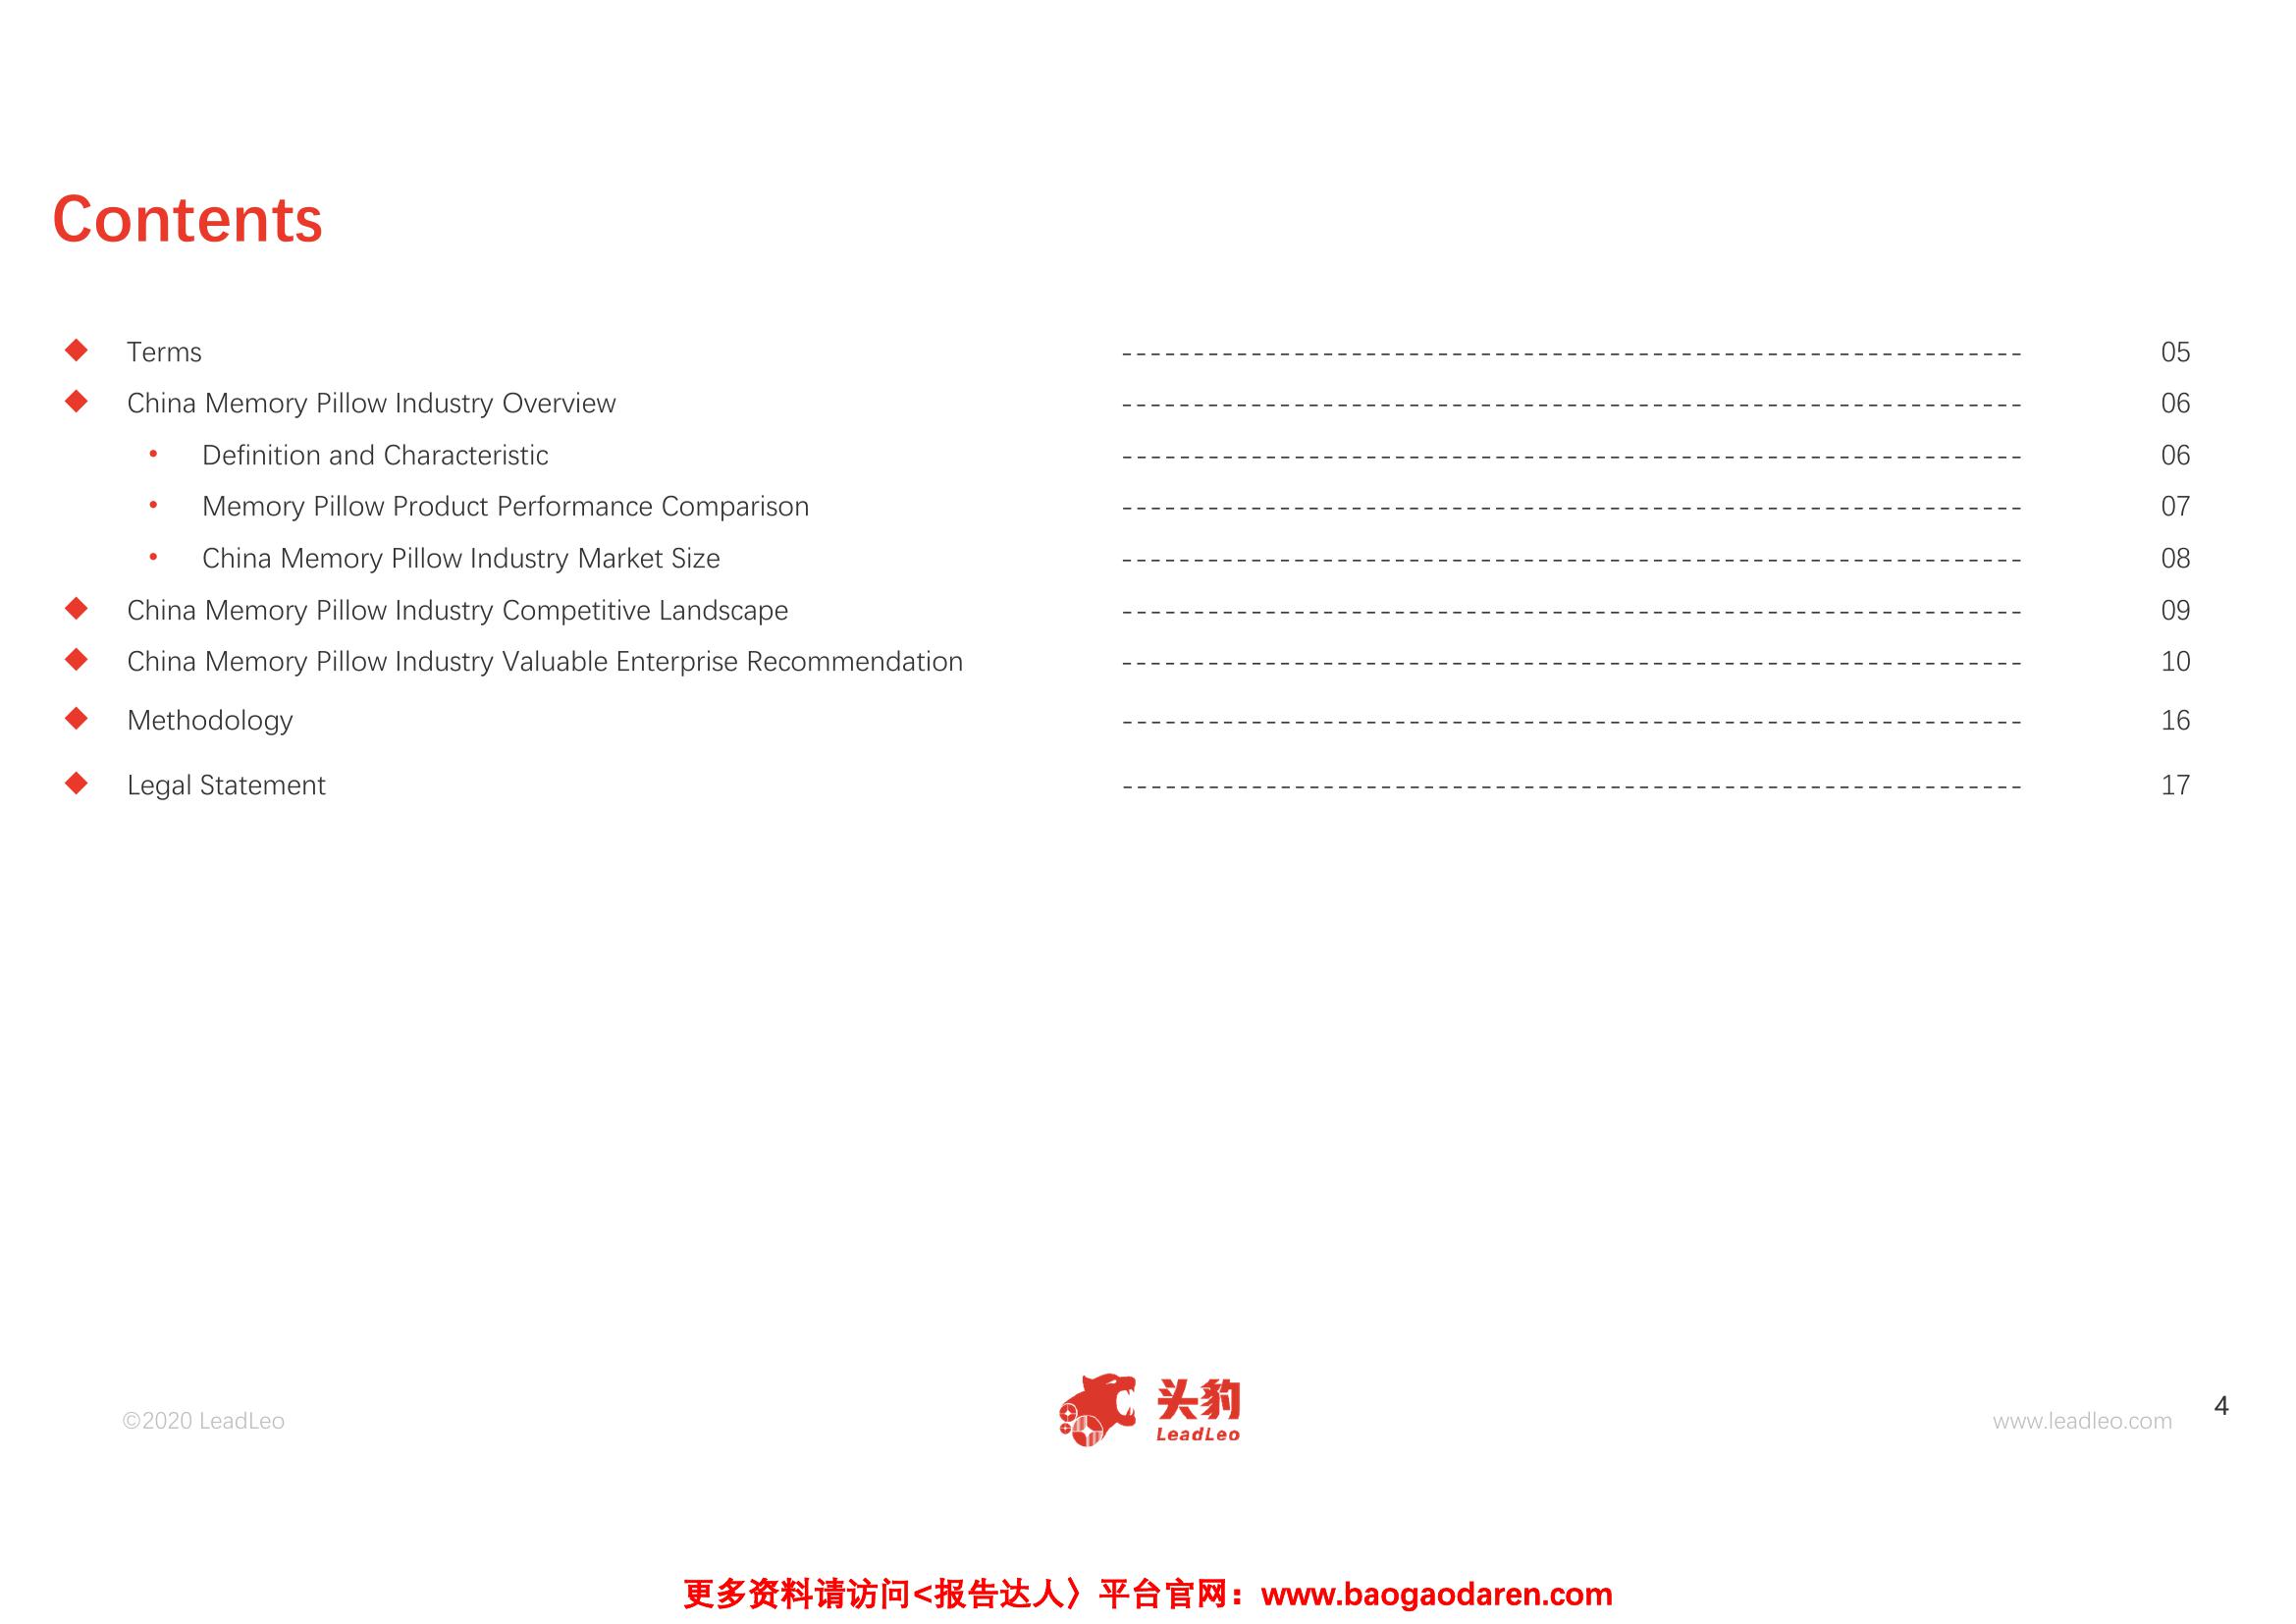 Contents
◆ Terms ---------------------------------------------------------------- 05
◆ China Memory Pillow Industry Overview ---------------------------------------------------------------- 06
• Definition and Characteristic ---------------------------------------------------------------- 06
• Memory Pillow Product Performance Comparison ---------------------------------------------------------------- 07
• China Memory Pillow Industry Market Size ---------------------------------------------------------------- 08
◆ China Memory Pillow Industry Competitive Landscape ---------------------------------------------------------------- 09
◆ China Memory Pillow Industry Valuable Enterprise Recommendation ---------------------------------------------------------------- 10
◆ Methodology ---------------------------------------------------------------- 16
◆ Legal Statement ---------------------------------------------------------------- 17
©2020 LeadLeo
头豹
LeadLeo
www.leadleo.com
4
更多资料请访问<报告达人〉平台官网：www.baogaodaren.com